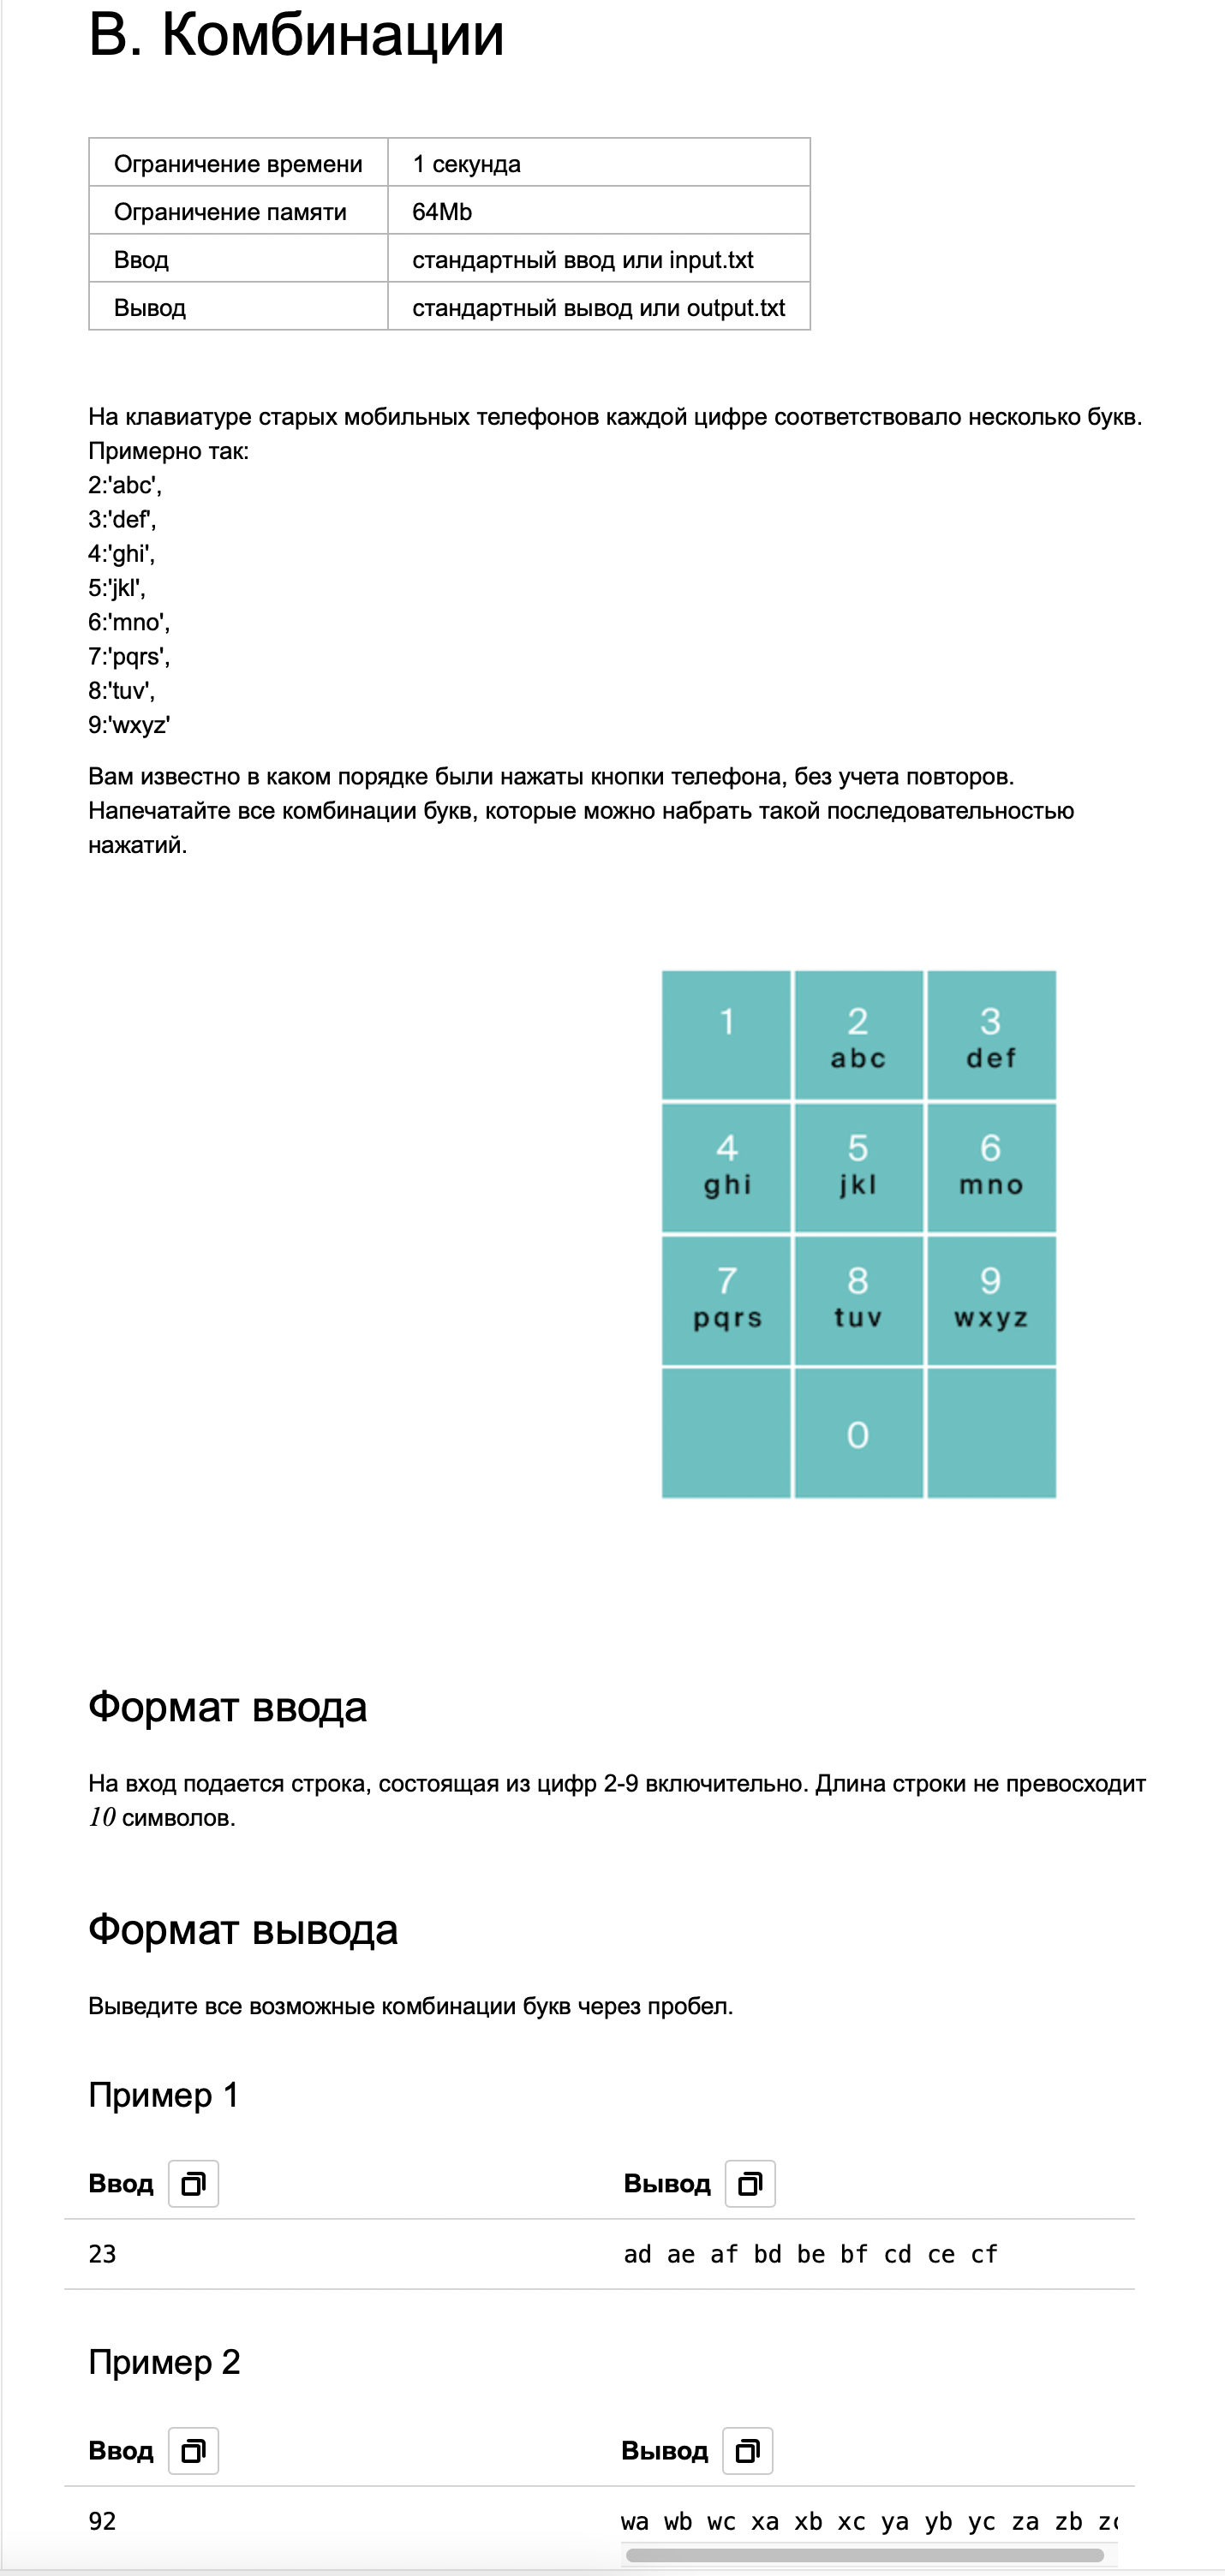 B. Комбинации
Ограничение времени 1 секунда
Ограничение памяти 64Mb
Ввод стандартный ввод или input.txt
Вывод стандартный вывод или output.txt
На клавиатуре старых мобильных телефонов каждой цифре соответствовало несколько букв.
Примерно так:
2:'abc',
3:'def',
4:'ghi',
5:'jkl',
6:'mno',
7:'pqrs',
8:'tuv',
9:'wxyz'
Вам известно в каком порядке были нажаты кнопки телефона, без учета повторов.
Напечатайте все комбинации букв, которые можно набрать такой последовательностью
нажатий.
1 2 3
abc def
4 5 6
ghi jkl mno
7 8 9
pqrs tuv wxyz
0
Формат ввода
На вход подается строка, состоящая из цифр 2-9 включительно. Длина строки не превосходит
10 символов.
Формат вывода
Выведите все возможные комбинации букв через пробел.
Пример 1
Ввод Вывод
23 ad ae af bd be bf cd ce cf
Пример 2
Ввод Вывод
92 wa wb wc xa xb xc ya yb yc za zb